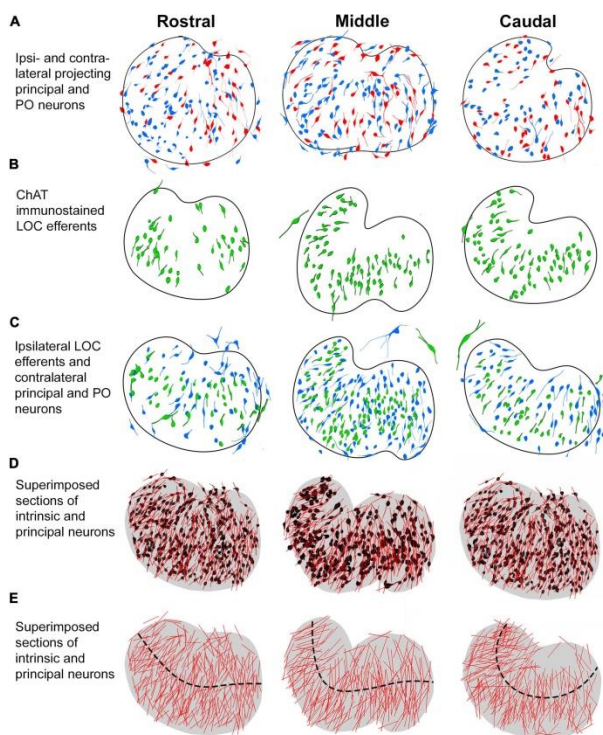 Rostral Middle Caudal
A
Ipsi- and contra-
lateral projecting
principal and
PO neurons
B
ChAT
immunostained
LOC efferents
C
Ipsilateral LOC
efferents and
contralateral
principal and PO
neurons
D
Superimposed
sections of
intrinsic and
principal neurons
E
Superimposed
sections of
intrinsic and
principal neurons